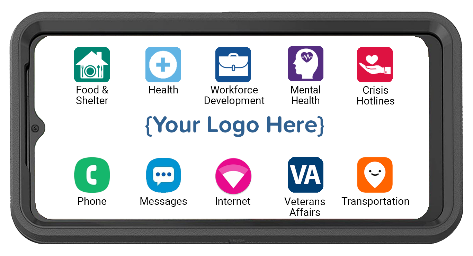 Food &
Shelter
Health
Workforce
Development
Mental
Health
Crisis
Hotlines
{Your Logo Here}
Phone
Messages
Internet
VA
Veterans
Affairs
Transportation